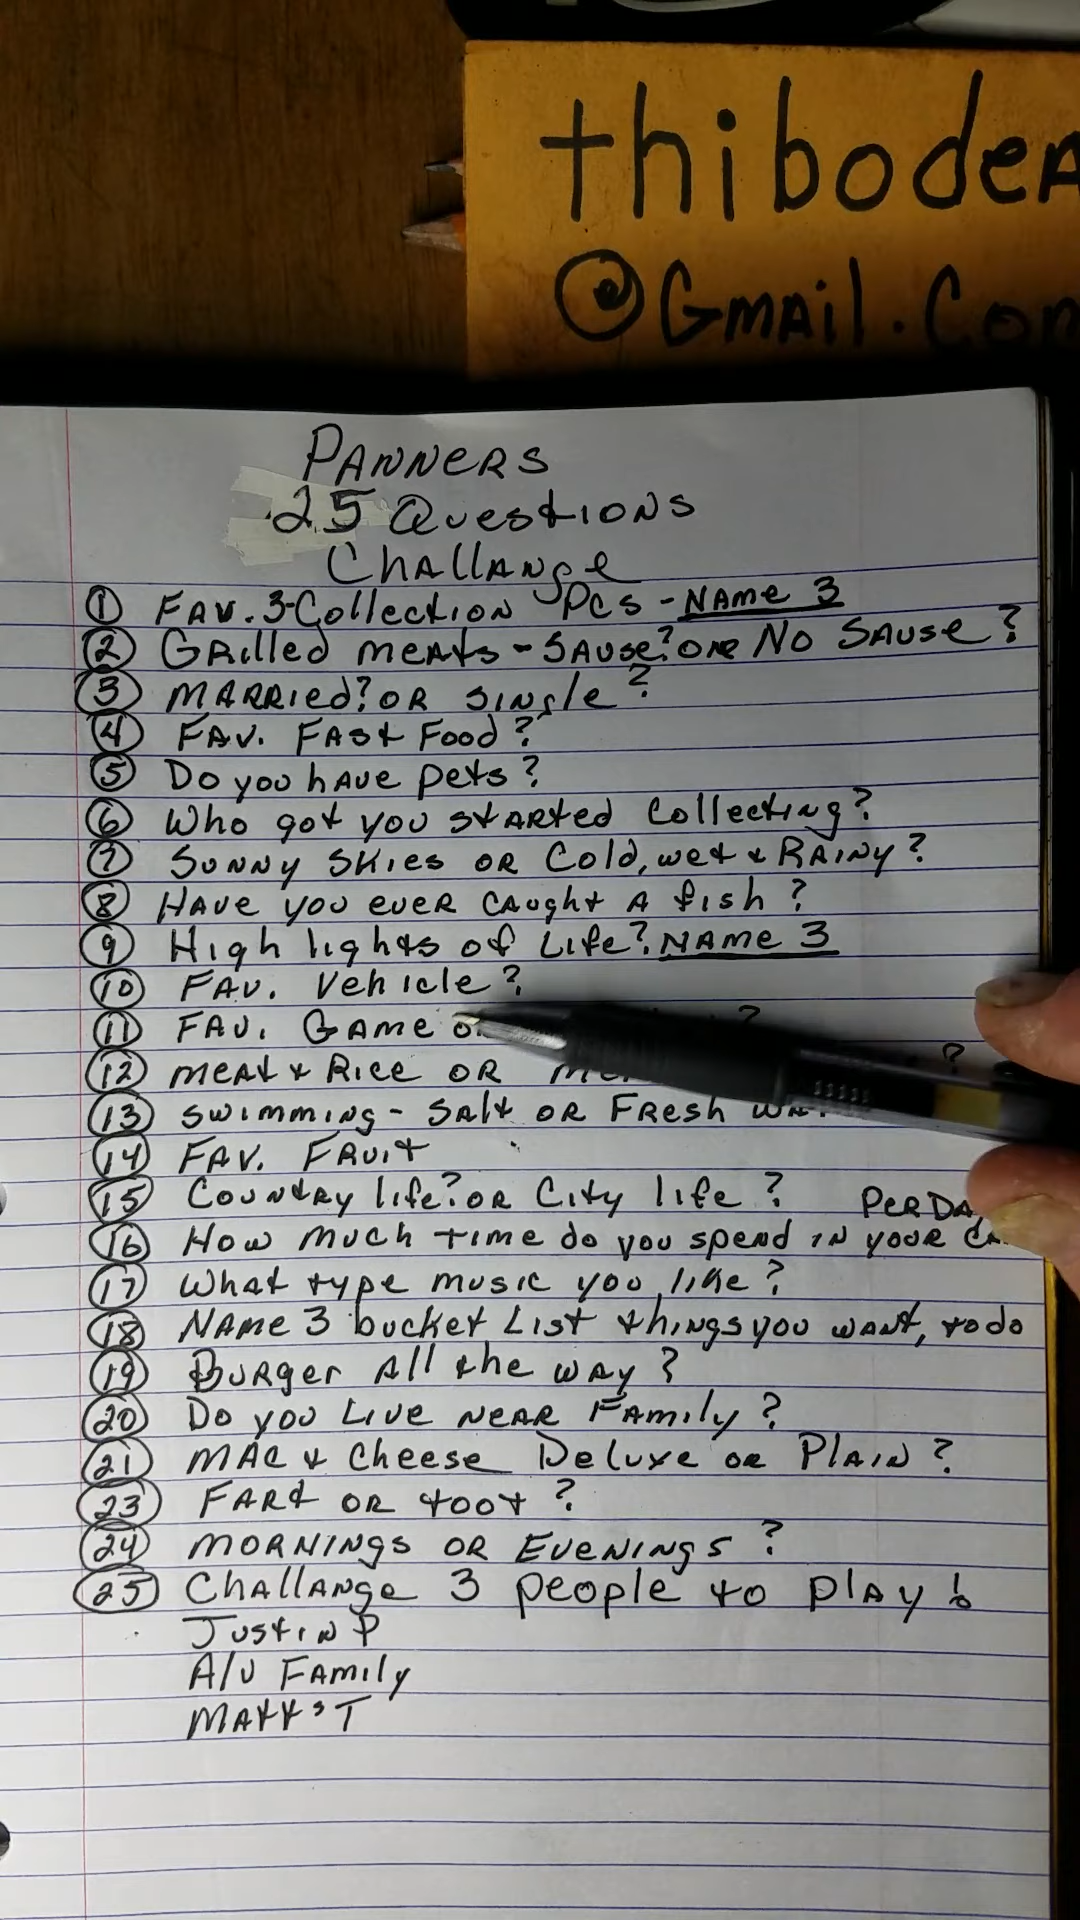 thibodeA
@Gmail.Com
PANNERS
25 Questions
Challange
1 FAV. 3-Collection Pcs - NAME 3
2 GRilled meats - SAUSE? OR No SAUSE?
3 MARRied? OR Single?
4 FAV. FAST Food?
5 Do you have pets?
6 Who got you started Collecting?
7 Sunny Skies or Cold, wet & RAINY?
8 HAVE you ever CAught A fish?
9 High lights of Life? NAME 3
10 FAV. Vehicle?
11 FAV. GAME ?
12 MEAt & RICE OR ?
13 SWIMMING - SAlt OR FResh
14 FAV. FRuit
15 Country life? or City life?
PER DA
16 How much time do you spend in your
17 What type music you like?
18 NAME 3 bucket List things you want, to do
19 BURger All the way?
20 Do you Live near FAMily?
21 MAC & Cheese Deluxe or PLAIN?
23 FARt OR toot?
24 MORNINGS OR EVENINGS?
25 Challange 3 people to plAy!
Justin P
A/U FAMily
MAtt's T